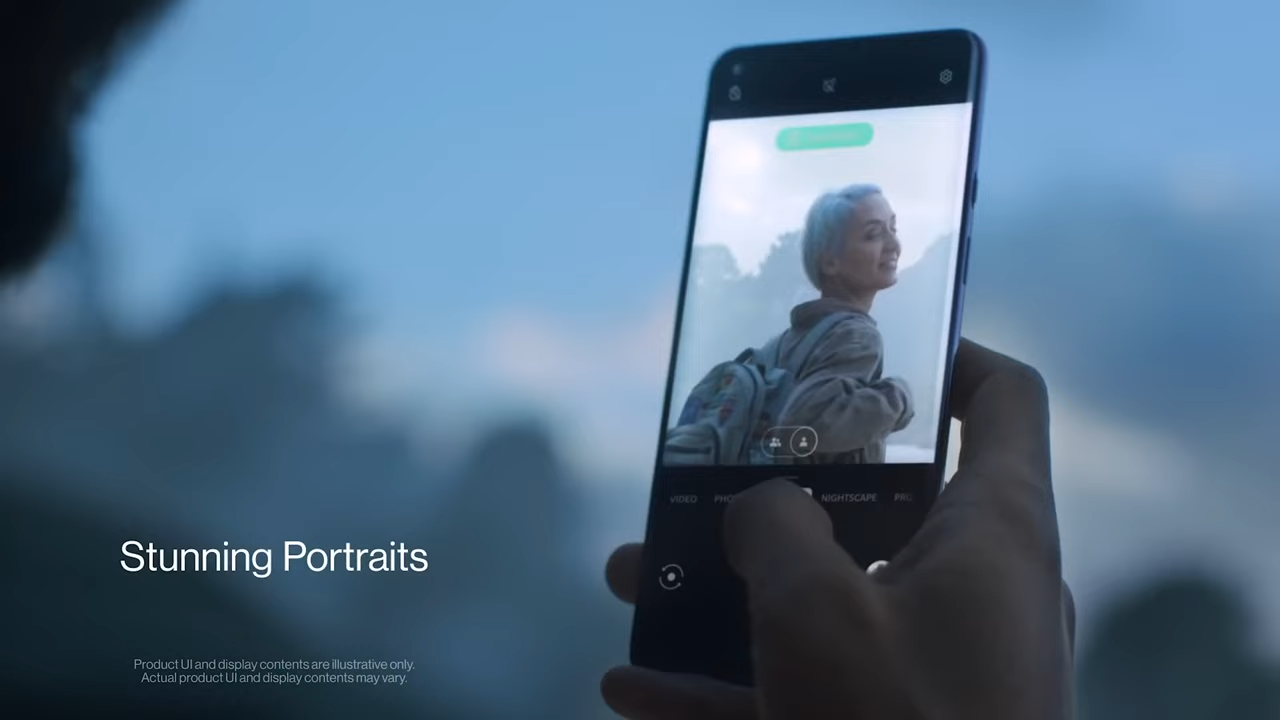 VIDEO
NIGHTSCAPE
Stunning Portraits
Product UI and display contents are illustrative only.
Actual product UI and display contents may vary.